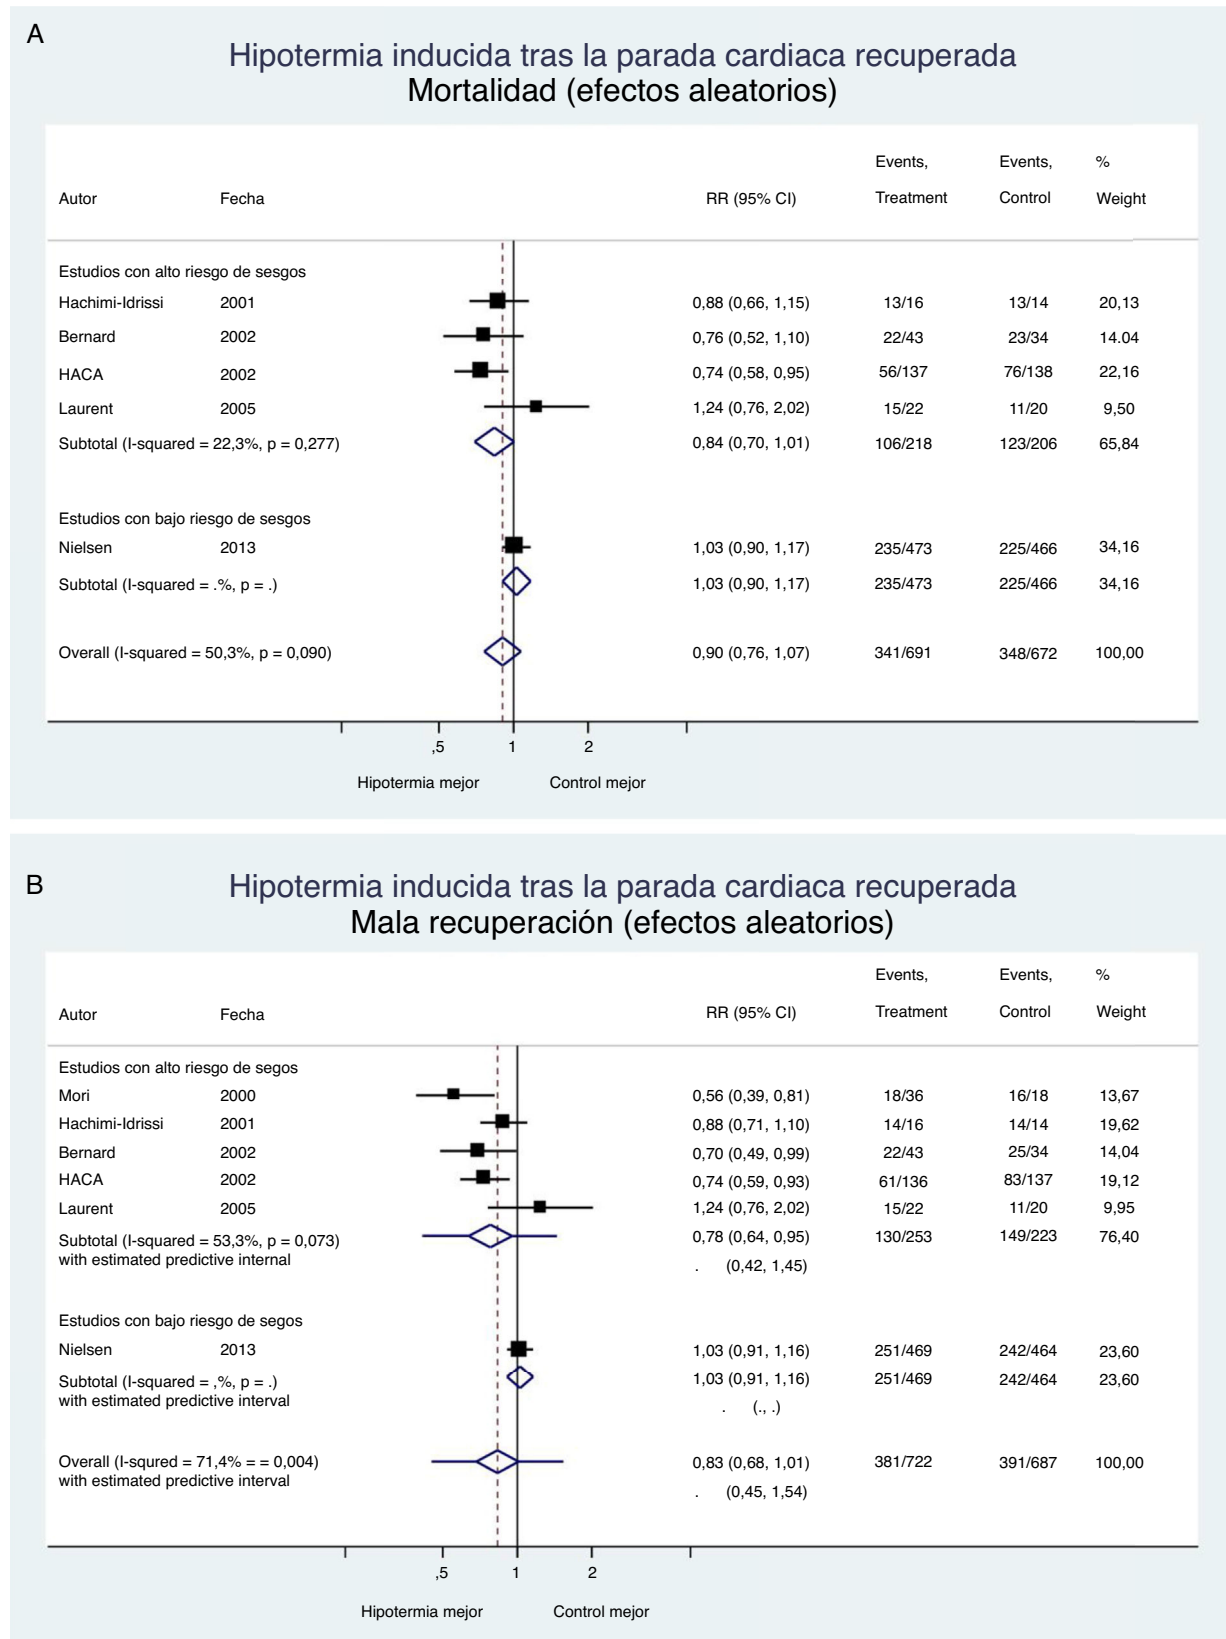 A
Hipotermia inducida tras la parada cardiaca recuperada
Mortalidad (efectos aleatorios)
Events, Events, %
Autor Fecha RR (95% CI) Treatment Control Weight
Estudios con alto riesgo de sesgos
Hachimi-Idrissi 2001 0,88 (0,66, 1,15) 13/16 13/14 20,13
Bernard 2002 0,76 (0,52, 1,10) 22/43 23/34 14.04
HACA 2002 0,74 (0,58, 0,95) 56/137 76/138 22,16
Laurent 2005 1,24 (0,76, 2,02) 15/22 11/20 9,50
Subtotal (I-squared = 22,3%, p = 0,277) 0,84 (0,70, 1,01) 106/218 123/206 65,84
Estudios con bajo riesgo de sesgos
Nielsen 2013 1,03 (0,90, 1,17) 235/473 225/466 34,16
Subtotal (I-squared = .%, p = .) 1,03 (0,90, 1,17) 235/473 225/466 34,16
Overall (I-squared = 50,3%, p = 0,090) 0,90 (0,76, 1,07) 341/691 348/672 100,00
,5 1 2
Hipotermia mejor Control mejor
B
Hipotermia inducida tras la parada cardiaca recuperada
Mala recuperación (efectos aleatorios)
Events, Events, %
Autor Fecha RR (95% CI) Treatment Control Weight
Estudios con alto riesgo de segos
Mori 2000 0,56 (0,39, 0,81) 18/36 16/18 13,67
Hachimi-Idrissi 2001 0,88 (0,71, 1,10) 14/16 14/14 19,62
Bernard 2002 0,70 (0,49, 0,99) 22/43 25/34 14,04
HACA 2002 0,74 (0,59, 0,93) 61/136 83/137 19,12
Laurent 2005 1,24 (0,76, 2,02) 15/22 11/20 9,95
Subtotal (I-squared = 53,3%, p = 0,073) 0,78 (0,64, 0,95) 130/253 149/223 76,40
with estimated predictive internal
. (0,42, 1,45)
Estudios con bajo riesgo de segos
Nielsen 2013 1,03 (0,91, 1,16) 251/469 242/464 23,60
Subtotal (I-squared = ,%, p = .) 1,03 (0,91, 1,16) 251/469 242/464 23,60
with estimated predictive interval
. (., .)
Overall (I-squred = 71,4% = = 0,004) 0,83 (0,68, 1,01) 381/722 391/687 100,00
with estimated predictive interval
. (0,45, 1,54)
,5 1 2
Hipotermia mejor Control mejor